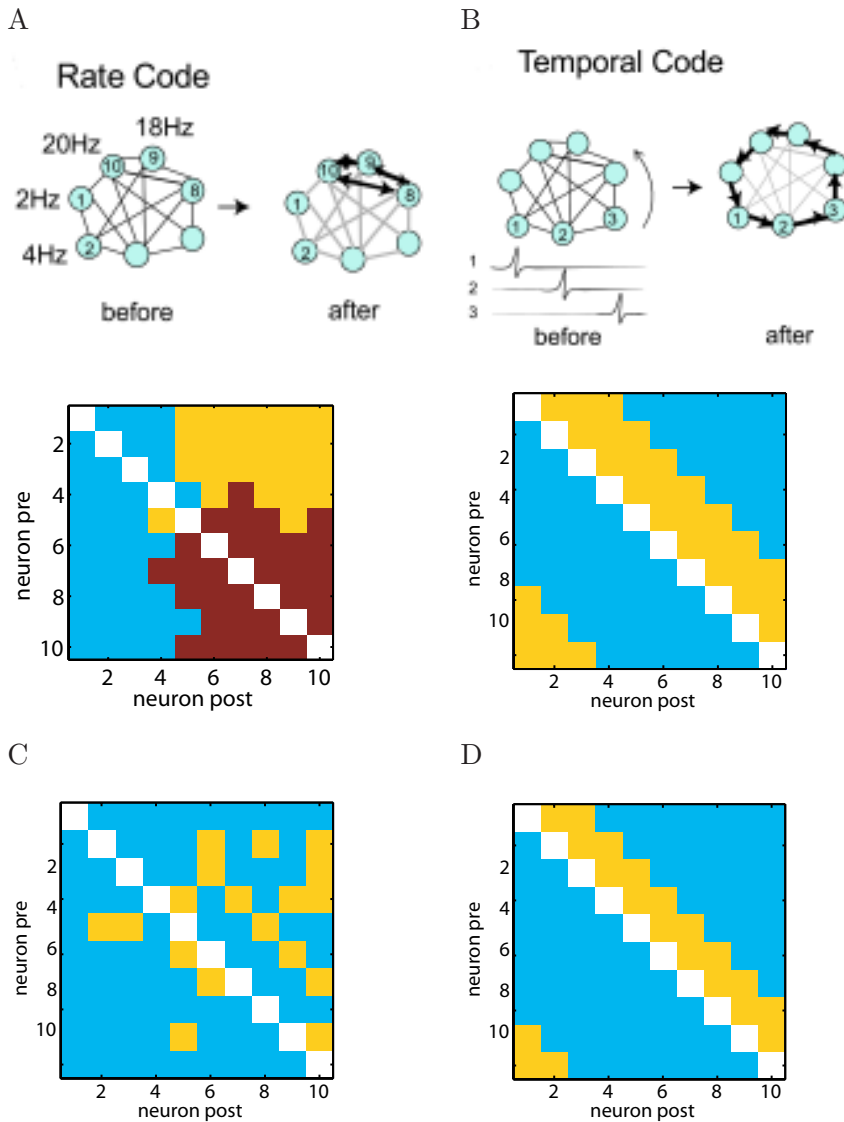 A
B
Rate Code
Temporal Code
18Hz
20Hz
10
9
2Hz
1
8
4Hz
2
10
9
1
8
2
before
after
1
2
3
1
2
3
1
2
3
before
after
neuron pre
2
4
6
8
10
2 4 6 8 10
neuron post
neuron pre
2
4
6
8
10
2 4 6 8 10
neuron post
C
D
neuron pre
2
4
6
8
10
2 4 6 8 10
neuron post
neuron pre
2
4
6
8
10
2 4 6 8 10
neuron post